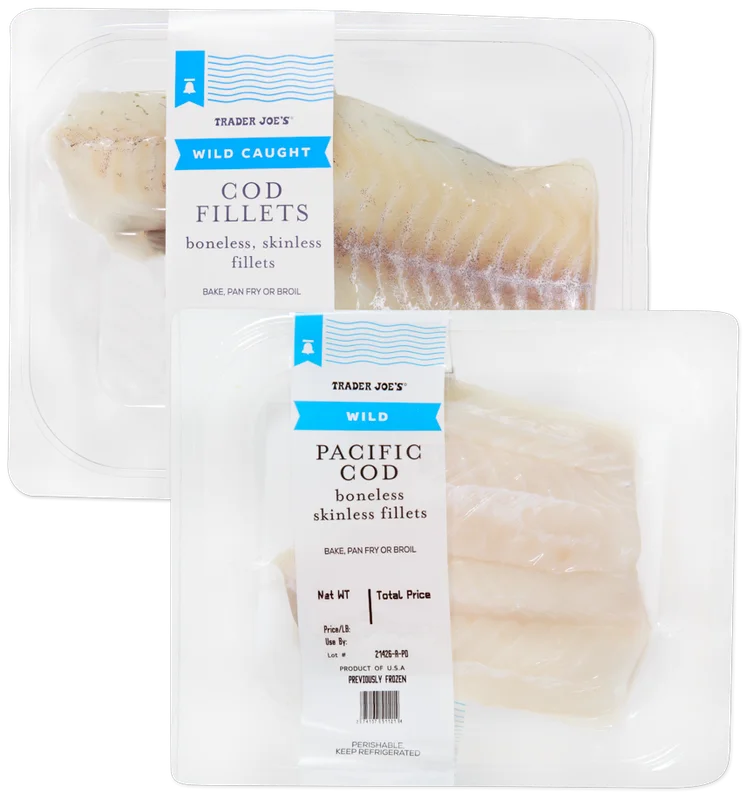 TRADER JOE'S®
WILD CAUGHT
COD
FILLETS
boneless, skinless
fillets
BAKE, PAN FRY OR BROIL
TRADER JOE'S®
WILD
PACIFIC
COD
boneless
skinless fillets
BAKE, PAN FRY OR BROIL
Net WT Total Price
Price/LB:
Use By:
Lot # 21426-A-PO
PRODUCT OF U.S.A
PREVIOUSLY FROZEN
PERISHABLE,
KEEP REFRIGERATED